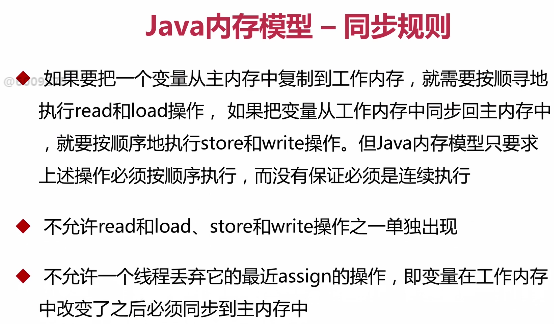 Java内存模型 – 同步规则
如果要把一个变量从主内存中复制到工作内存，就需要按顺寻地
执行read和load操作， 如果把变量从工作内存中同步回主内存中
，就要按顺序地执行store和write操作。但Java内存模型只要求
上述操作必须按顺序执行，而没有保证必须是连续执行
不允许read和load、store和write操作之一单独出现
不允许一个线程丢弃它的最近assign的操作，即变量在工作内存
中改变了之后必须同步到主内存中